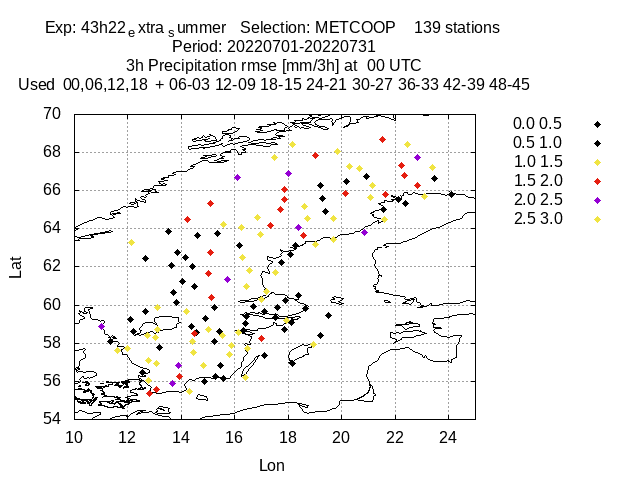 Exp: 43h22extrasummer Selection: METCOOP 139 stations
Period: 20220701-20220731
3h Precipitation rmse [mm/3h] at 00 UTC
Used 00,06,12,18 + 06-03 12-09 18-15 24-21 30-27 36-33 42-39 48-45
70
68
66
64
62
60
58
56
54
Lat
10 12 14 16 18 20 22 24
Lon
0.0 0.5
0.5 1.0
1.0 1.5
1.5 2.0
2.0 2.5
2.5 3.0